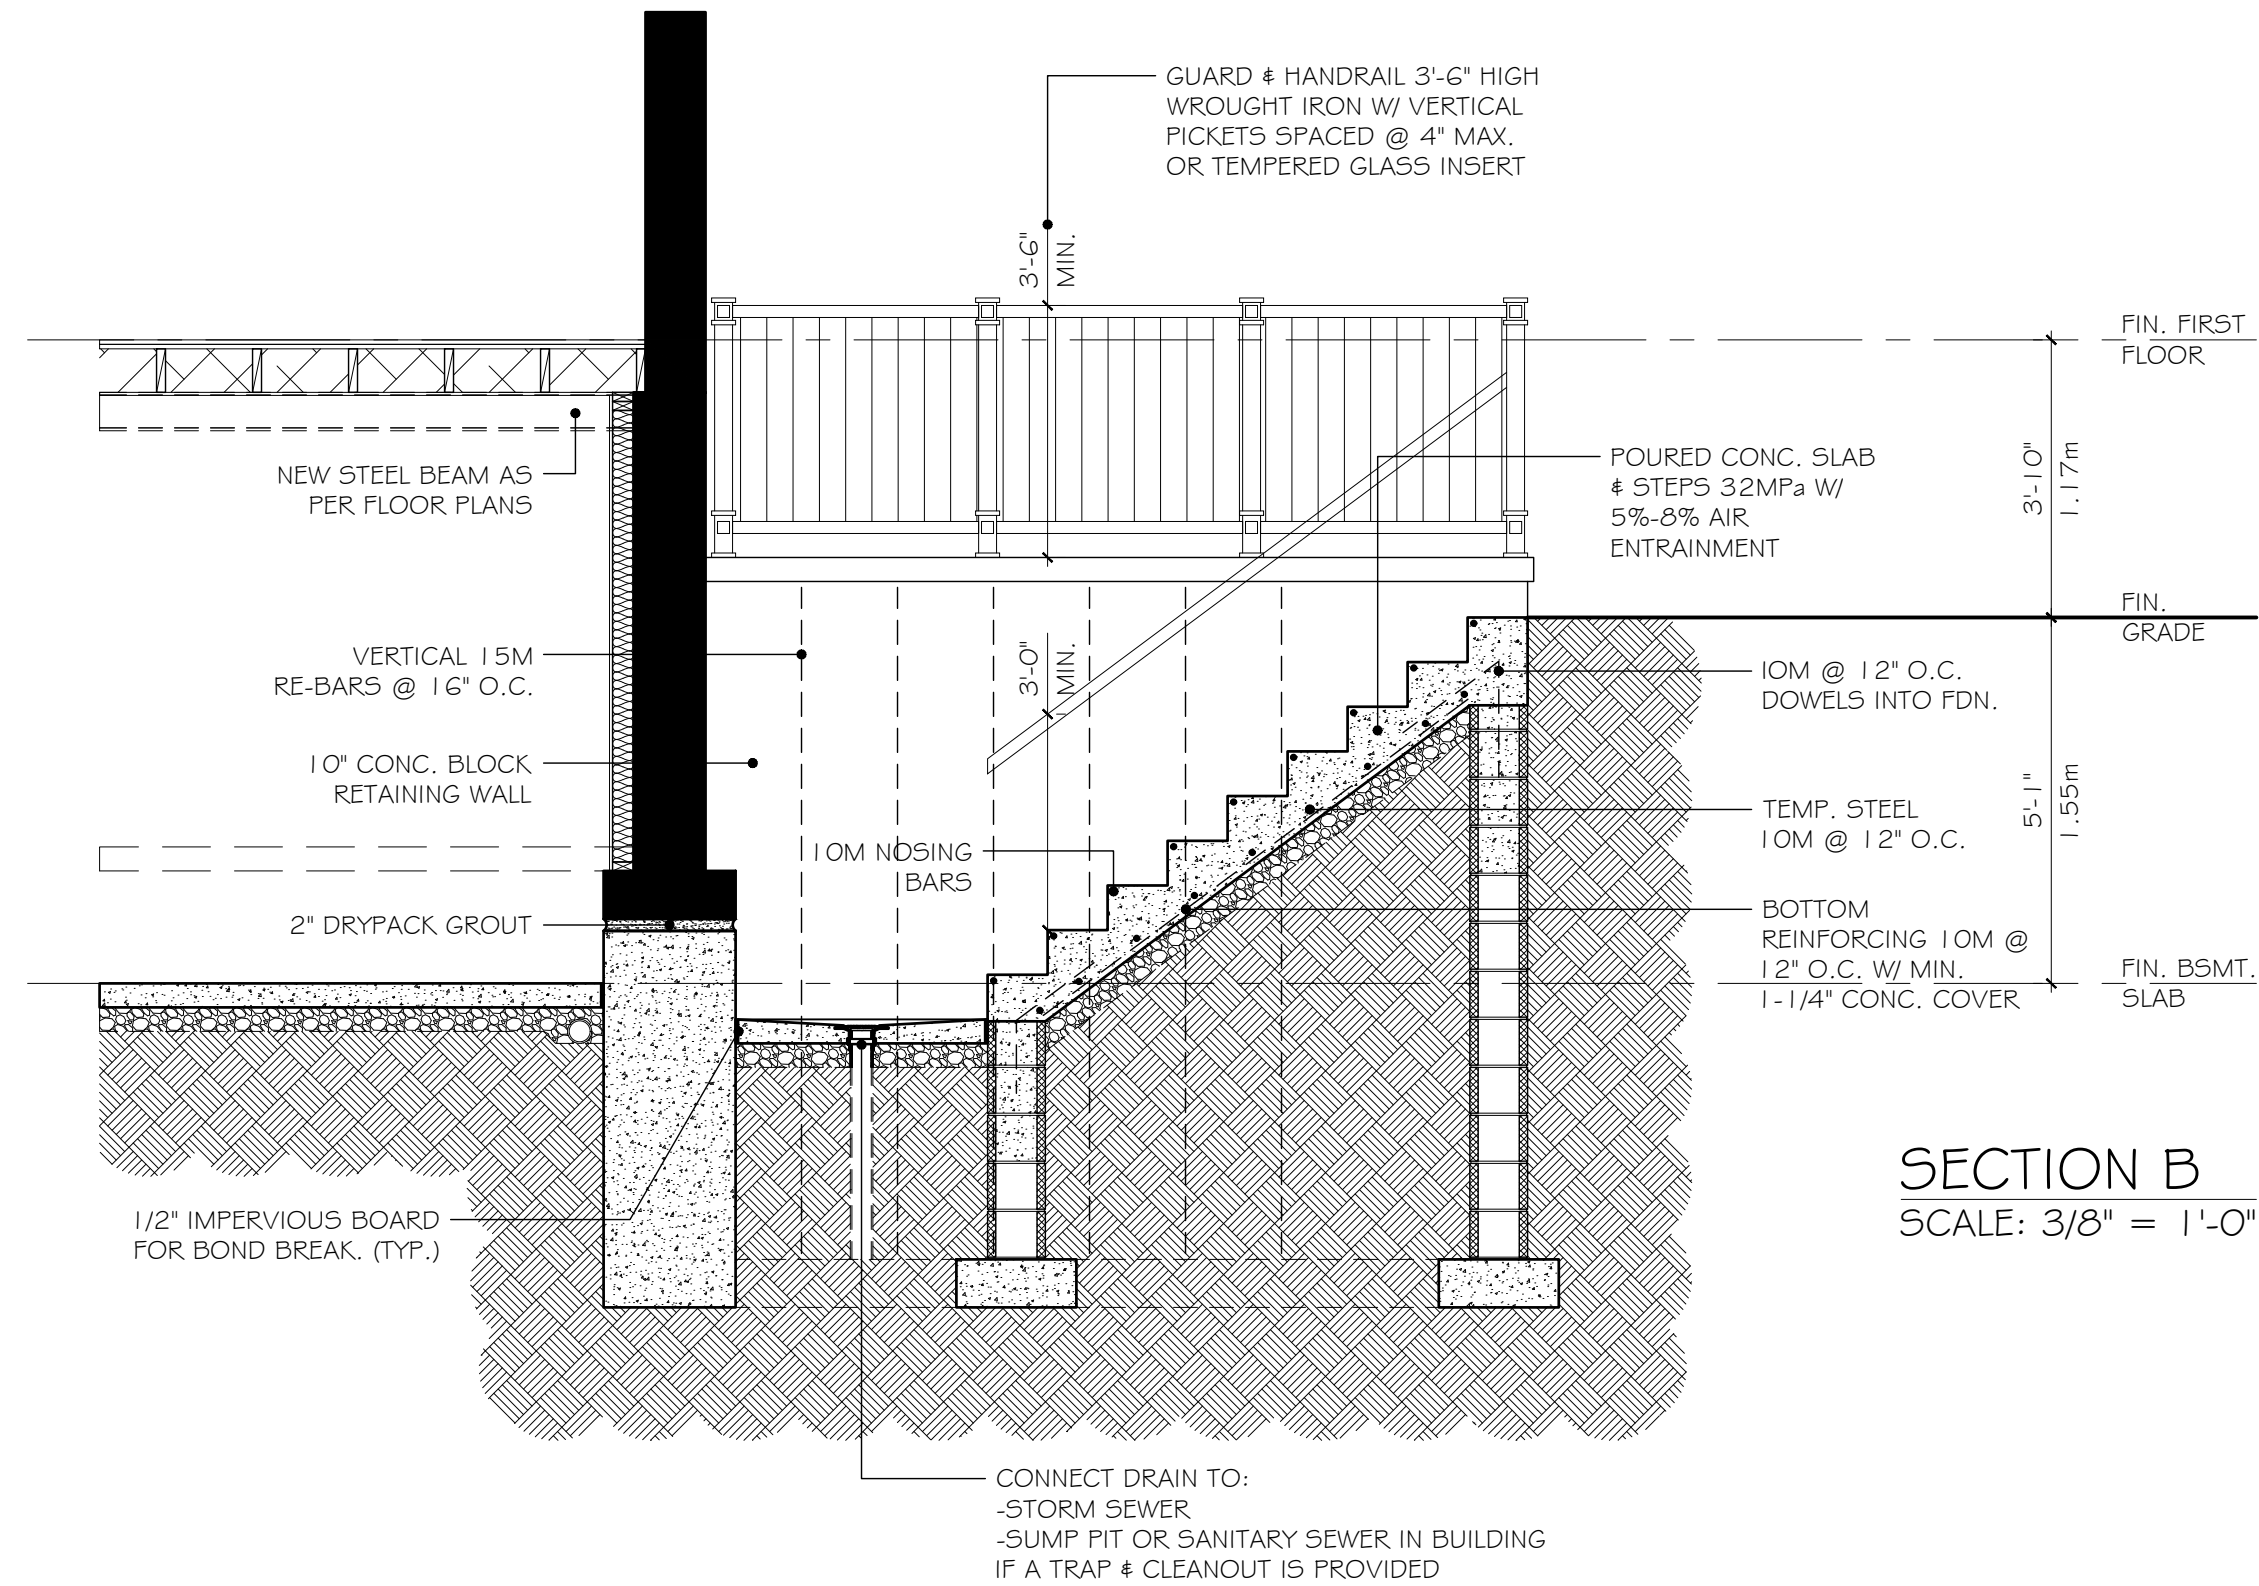 GUARD & HANDRAIL 3'-6" HIGH
WROUGHT IRON W/ VERTICAL
PICKETS SPACED @ 4" MAX.
OR TEMPERED GLASS INSERT
3'-6"
MIN.
FIN. FIRST
FLOOR
NEW STEEL BEAM AS
PER FLOOR PLANS
POURED CONC. SLAB
& STEPS 32MPa W/
5%-8% AIR
ENTRAINMENT
3'-10"
1.17m
FIN.
GRADE
VERTICAL 15M
RE-BARS @ 16" O.C.
3'-0"
MIN.
10M @ 12" O.C.
DOWELS INTO FDN.
10" CONC. BLOCK
RETAINING WALL
5'-1"
1.55m
TEMP. STEEL
10M @ 12" O.C.
10M NOSING
BARS
2" DRYPACK GROUT
BOTTOM
REINFORCING 10M @
12" O.C. W/ MIN.
1-1/4" CONC. COVER
FIN. BSMT.
SLAB
SECTION B
SCALE: 3/8" = 1'-0"
1/2" IMPERVIOUS BOARD
FOR BOND BREAK. (TYP.)
CONNECT DRAIN TO:
-STORM SEWER
-SUMP PIT OR SANITARY SEWER IN BUILDING
IF A TRAP & CLEANOUT IS PROVIDED